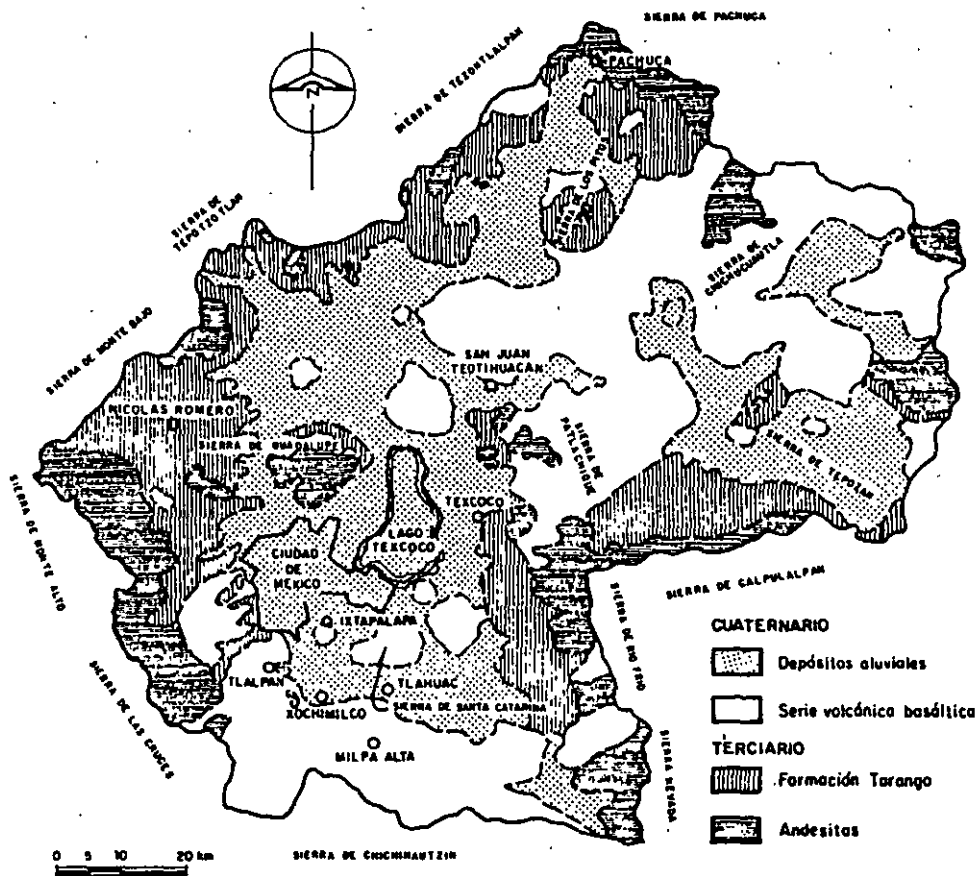 SIERRA DE PACHUCA
PACHUCA
SIERRA DE TEZONTLALPAN
N
SIERRA DE LOS PITOS
SIERRA DE
TEPOTZOTLAN
SIERRA DE
CHICHUCUAUTLA
SIERRA DE MONTE BAJO
SAN JUAN
TEOTIHUACAN
NICOLAS ROMERO
SIERRA DE GUADALUPE
SIERRA DE
PATLACHIQUE
SIERRA DE TEPOZAN
SIERRA DE MONTE ALTO
TEXCOCO
LAGO
TEXCOCO
CIUDAD
DE
MEXICO
SIERRA DE CALPULALPAN
IXTAPALAPA
SIERRA DE RIO FRIO
CUATERNARIO
Depósitos aluviales
TLALPAN
TLAHUAC
SIERRA DE LAS CRUCES
XOCHIMILCO
SIERRA DE SANTA CATARINA
Serie volcánica basáltica
MILPA ALTA
SIERRA NEVADA
TERCIARIO
Formación Tarango
Andesitas
0 5 10 20 km
SIERRA DE CHICHINAUTZIN